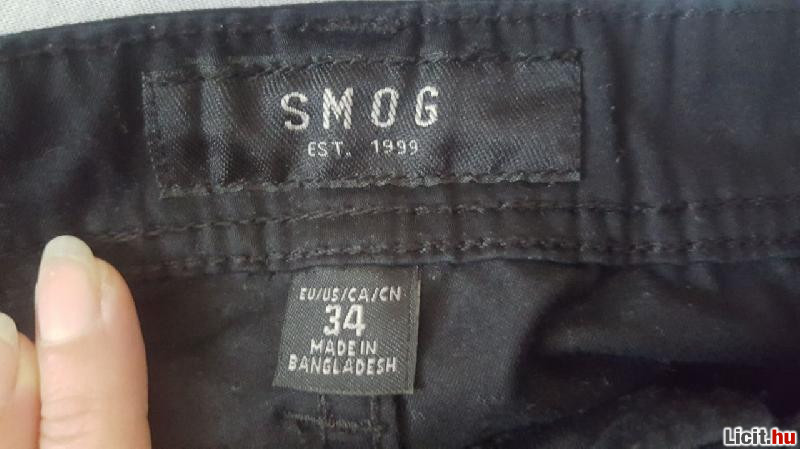 SMOG
EST. 1999
EU/US/CA/CN
34
MADE IN
BANGLADESH
Licit.hu